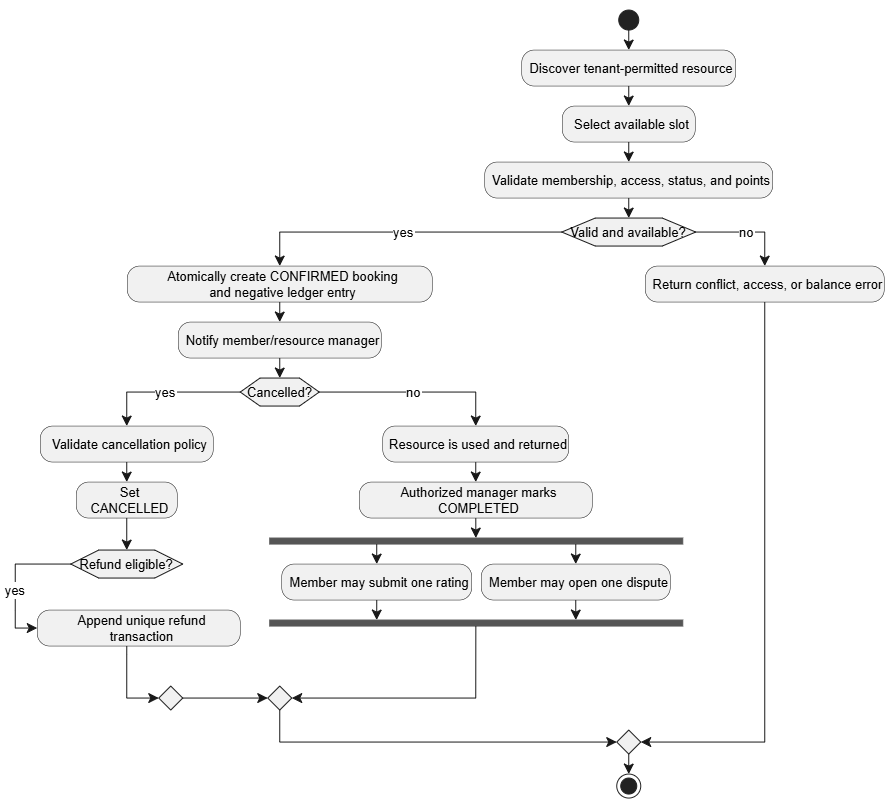 Discover tenant-permitted resource
Select available slot
Validate membership, access, status, and points
Valid and available?
yes
no
Atomically create CONFIRMED booking
and negative ledger entry
Return conflict, access, or balance error
Notify member/resource manager
Cancelled?
yes
no
Validate cancellation policy
Resource is used and returned
Set
CANCELLED
Authorized manager marks
COMPLETED
Refund eligible?
yes
Member may submit one rating
Member may open one dispute
Append unique refund
transaction